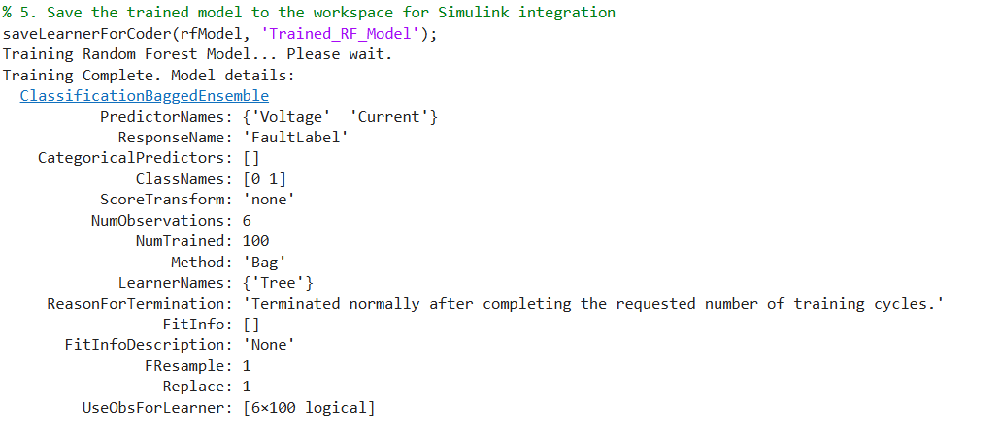 % 5. Save the trained model to the workspace for Simulink integration
saveLearnerForCoder(rfModel, 'Trained_RF_Model');
Training Random Forest Model... Please wait.
Training Complete. Model details:
ClassificationBaggedEnsemble
PredictorNames: {'Voltage'  'Current'}
ResponseName: 'FaultLabel'
CategoricalPredictors: []
ClassNames: [0 1]
ScoreTransform: 'none'
NumObservations: 6
NumTrained: 100
Method: 'Bag'
LearnerNames: {'Tree'}
ReasonForTermination: 'Terminated normally after completing the requested number of training cycles.'
FitInfo: []
FitInfoDescription: 'None'
FResample: 1
Replace: 1
UseObsForLearner: [6×100 logical]